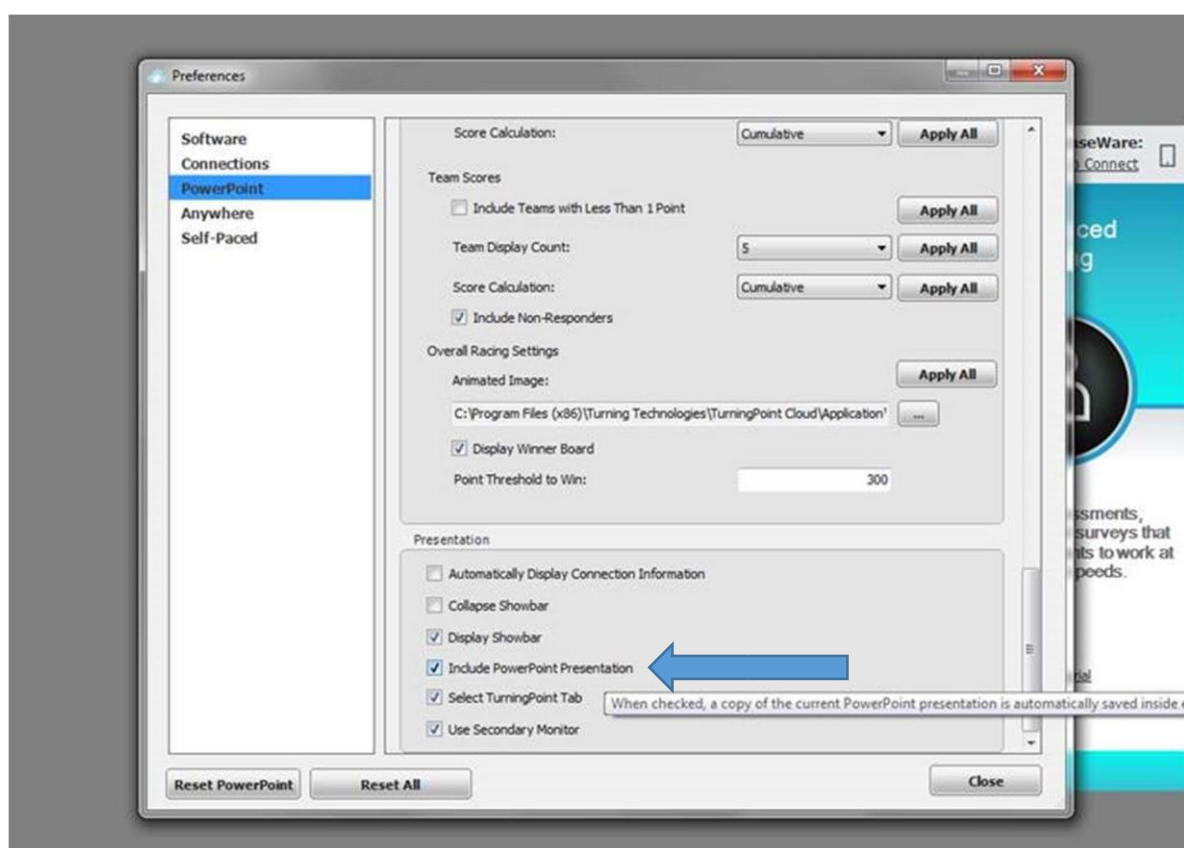 Preferences
Software
Connections
PowerPoint
Anywhere
Self-Paced
Score Calculation: Cumulative Apply All
Team Scores
Include Teams with Less Than 1 Point Apply All
Team Display Count: 5 Apply All
Score Calculation: Cumulative Apply All
Include Non-Responders
Overall Racing Settings
Animated Image: Apply All
C:\Program Files (x86)\Turning Technologies\TurningPoint Cloud\Application\ ...
Display Winner Board
Point Threshold to Win: 300
Presentation
Automatically Display Connection Information
Collapse Showbar
Display Showbar
Include PowerPoint Presentation
Select TurningPoint Tab
When checked, a copy of the current PowerPoint presentation is automatically saved inside
Use Secondary Monitor
Reset PowerPoint Reset All Close
seWare:
Connect
ced
g
ssments,
surveys that
ts to work at
peeds.